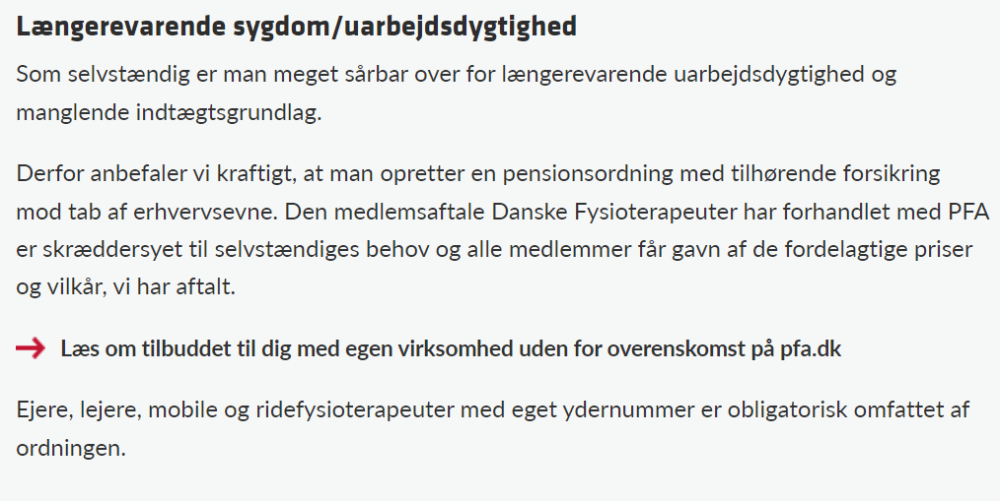 Længerevarende sygdom/uarbejdsdygtighed
Som selvstændig er man meget sårbar over for længerevarende uarbejdsdygtighed og
manglende indtægtsgrundlag.
Derfor anbefaler vi kraftigt, at man opretter en pensionsordning med tilhørende forsikring
mod tab af erhvervsevne. Den medlemsaftale Danske Fysioterapeuter har forhandlet med PFA
er skræddersyet til selvstændiges behov og alle medlemmer får gavn af de fordelagtige priser
og vilkår, vi har aftalt.
Læs om tilbuddet til dig med egen virksomhed uden for overenskomst på pfa.dk
Ejere, lejere, mobile og ridefysioterapeuter med eget ydernummer er obligatorisk omfattet af
ordningen.